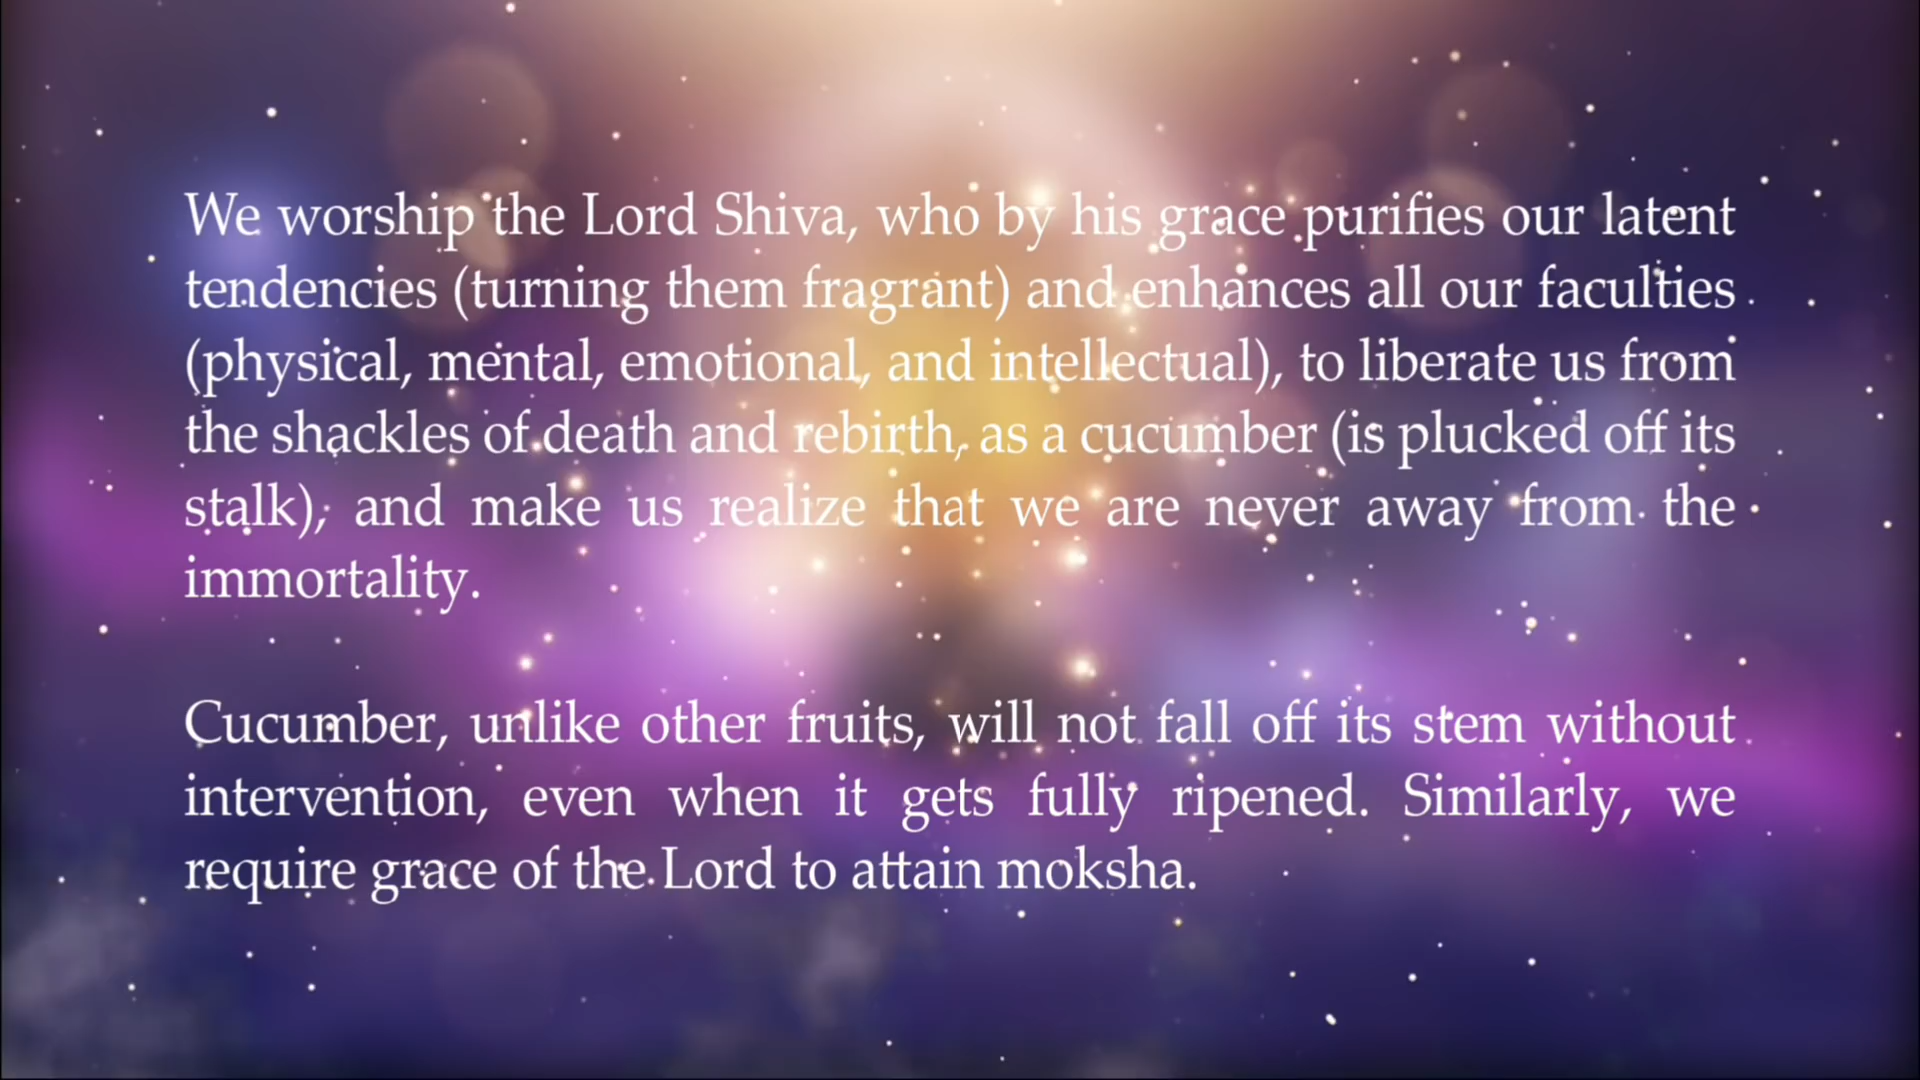 We worship the Lord Shiva, who by his grace purifies our latent
tendencies (turning them fragrant) and enhances all our faculties
(physical, mental, emotional, and intellectual), to liberate us from
the shackles of death and rebirth, as a cucumber (is plucked off its
stalk), and make us realize that we are never away from the
immortality.
Cucumber, unlike other fruits, will not fall off its stem without
intervention, even when it gets fully ripened. Similarly, we
require grace of the Lord to attain moksha.